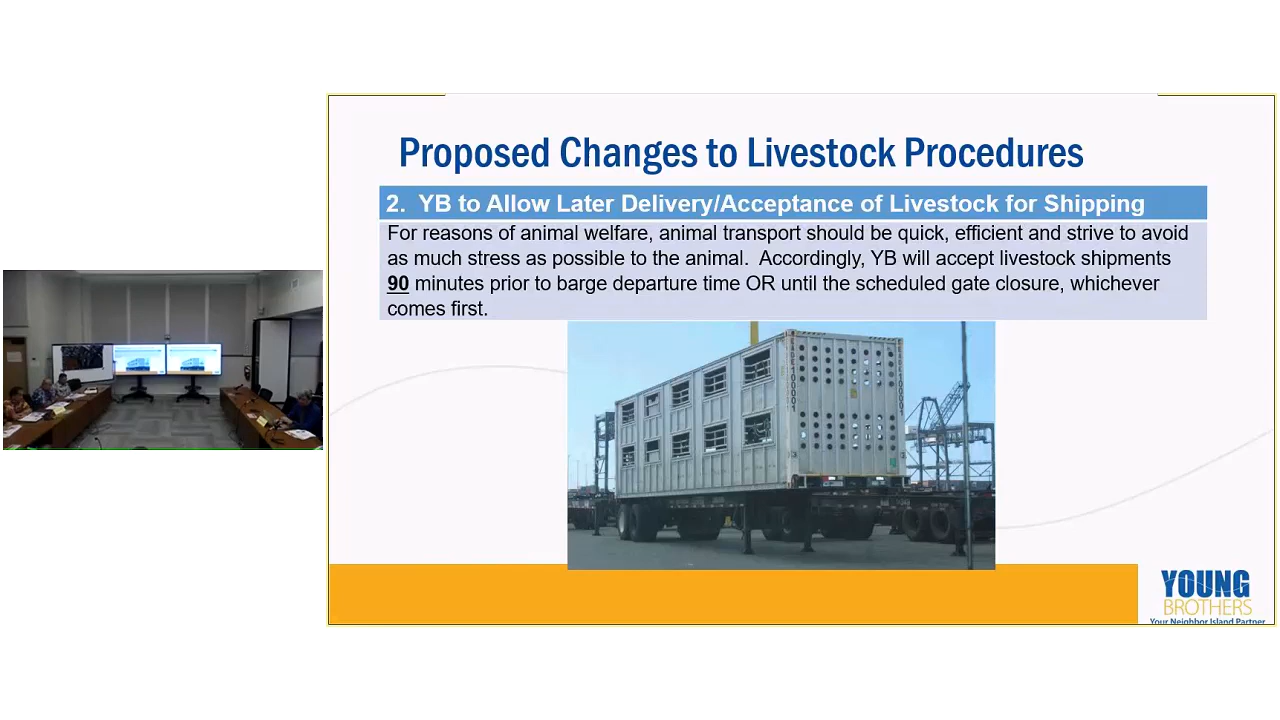 Proposed Changes to Livestock Procedures
2. YB to Allow Later Delivery/Acceptance of Livestock for Shipping
For reasons of animal welfare, animal transport should be quick, efficient and strive to avoid
as much stress as possible to the animal. Accordingly, YB will accept livestock shipments
90 minutes prior to barge departure time OR until the scheduled gate closure, whichever
comes first.
YOUNG
BROTHERS
Your Neighbor Island Partner